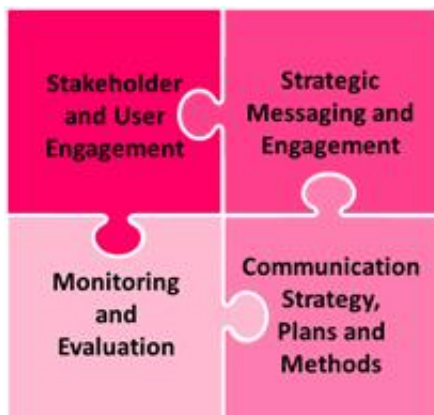 Stakeholder
and User
Engagement
Strategic
Messaging and
Engagement
Monitoring
and
Evaluation
Communication
Strategy,
Plans and
Methods